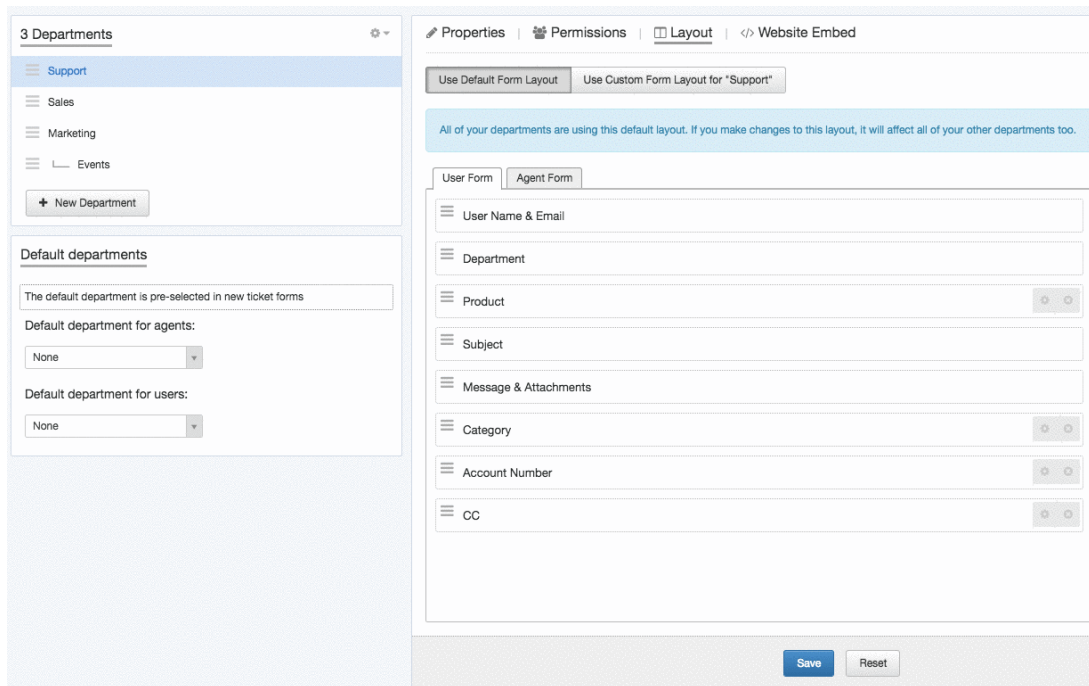 3 Departments
Support
Sales
Marketing
Events
+ New Department
Default departments
The default department is pre-selected in new ticket forms
Default department for agents:
None
Default department for users:
None
Properties | Permissions | Layout | </> Website Embed
Use Default Form Layout Use Custom Form Layout for "Support"
All of your departments are using this default layout. If you make changes to this layout, it will affect all of your other departments too.
User Form Agent Form
User Name & Email
Department
Product
Subject
Message & Attachments
Category
Account Number
CC
Save Reset